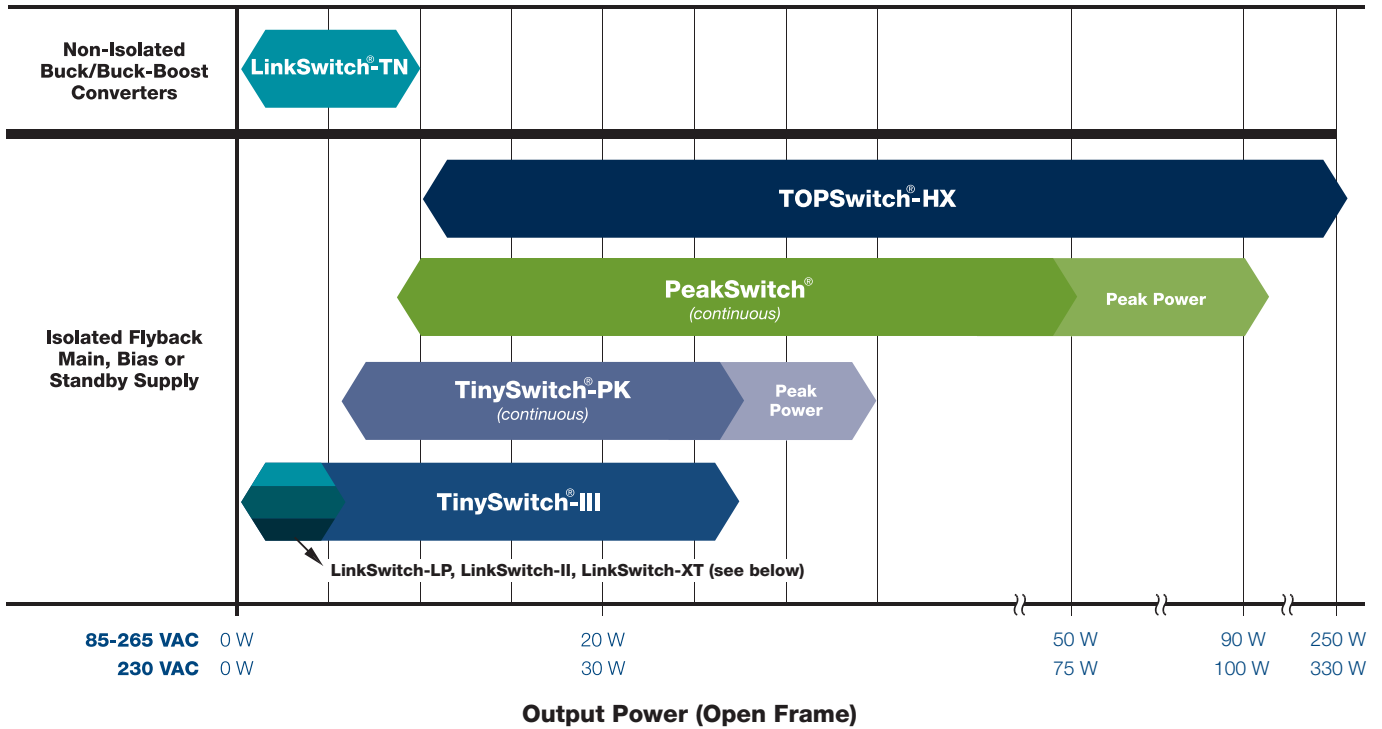 Non-Isolated
Buck/Buck-Boost
Converters
LinkSwitch®-TN
TOPSwitch®-HX
PeakSwitch®
(continuous)
Peak Power
Isolated Flyback
Main, Bias or
Standby Supply
TinySwitch®-PK
(continuous)
Peak
Power
TinySwitch®-III
LinkSwitch-LP, LinkSwitch-II, LinkSwitch-XT (see below)
85-265 VAC 0 W 20 W 50 W 90 W 250 W
230 VAC 0 W 30 W 75 W 100 W 330 W
Output Power (Open Frame)